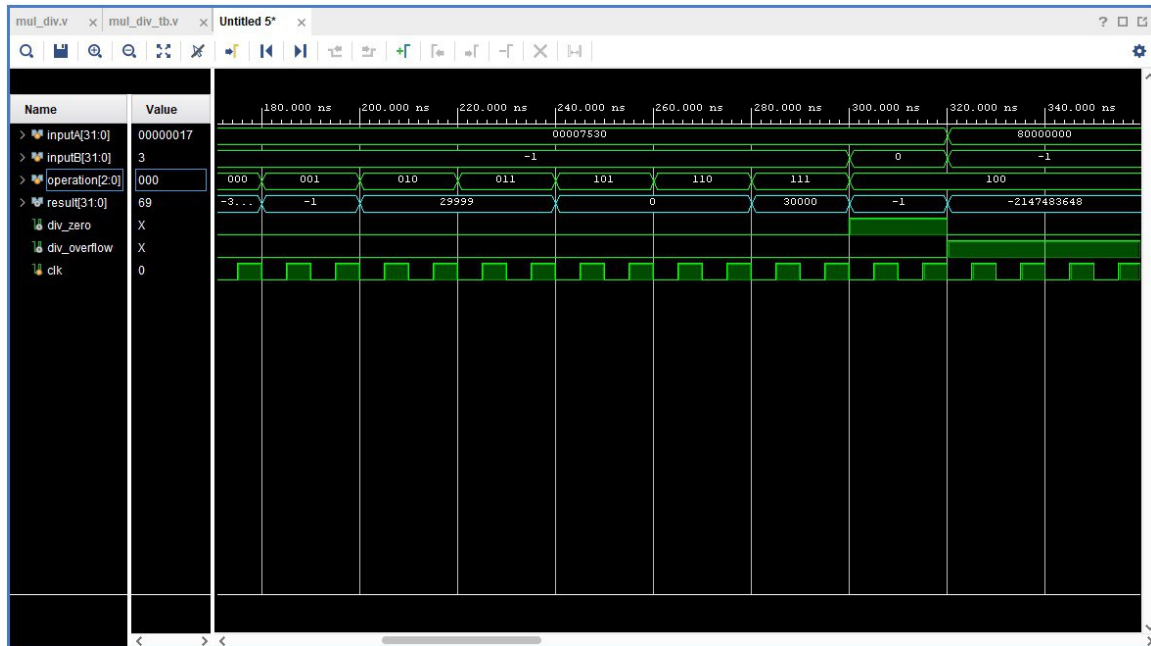 mul_div.v x mul_div_tb.v x Untitled 5* x ?
Name Value
180.000 ns 200.000 ns 220.000 ns 240.000 ns 260.000 ns 280.000 ns 300.000 ns 320.000 ns 340.000 ns
inputA[31:0] 00000017 00007530 80000000
inputB[31:0] 3 -1 0 -1
operation[2:0] 000 000 001 010 011 101 110 111 100
result[31:0] 69 -3... -1 29999 0 30000 -1 -2147483648
div_zero X
div_overflow X
clk 0